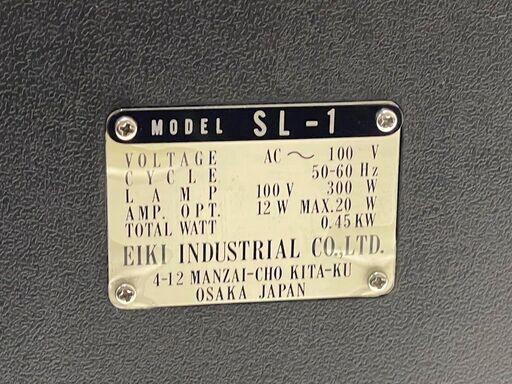 MODEL SL-1
VOLTAGE AC ~ 100 V
CYCLE 50-60 Hz
LAMP 100 V 300 W
AMP. OPT. 12 W MAX. 20 W
TOTAL WATT 0.45 KW
EIKI INDUSTRIAL CO.,LTD.
4-12 MANZAI-CHO KITA-KU
OSAKA JAPAN